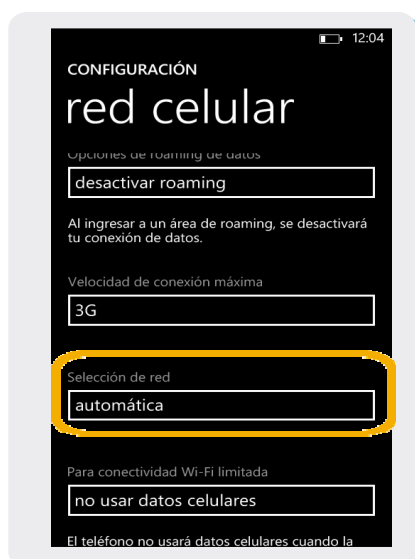 12:04
CONFIGURACIÓN
red celular
Opciones de roaming de datos
desactivar roaming
Al ingresar a un área de roaming, se desactivará
tu conexión de datos.
Velocidad de conexión máxima
3G
Selección de red
automática
Para conectividad Wi-Fi limitada
no usar datos celulares
El teléfono no usará datos celulares cuando la